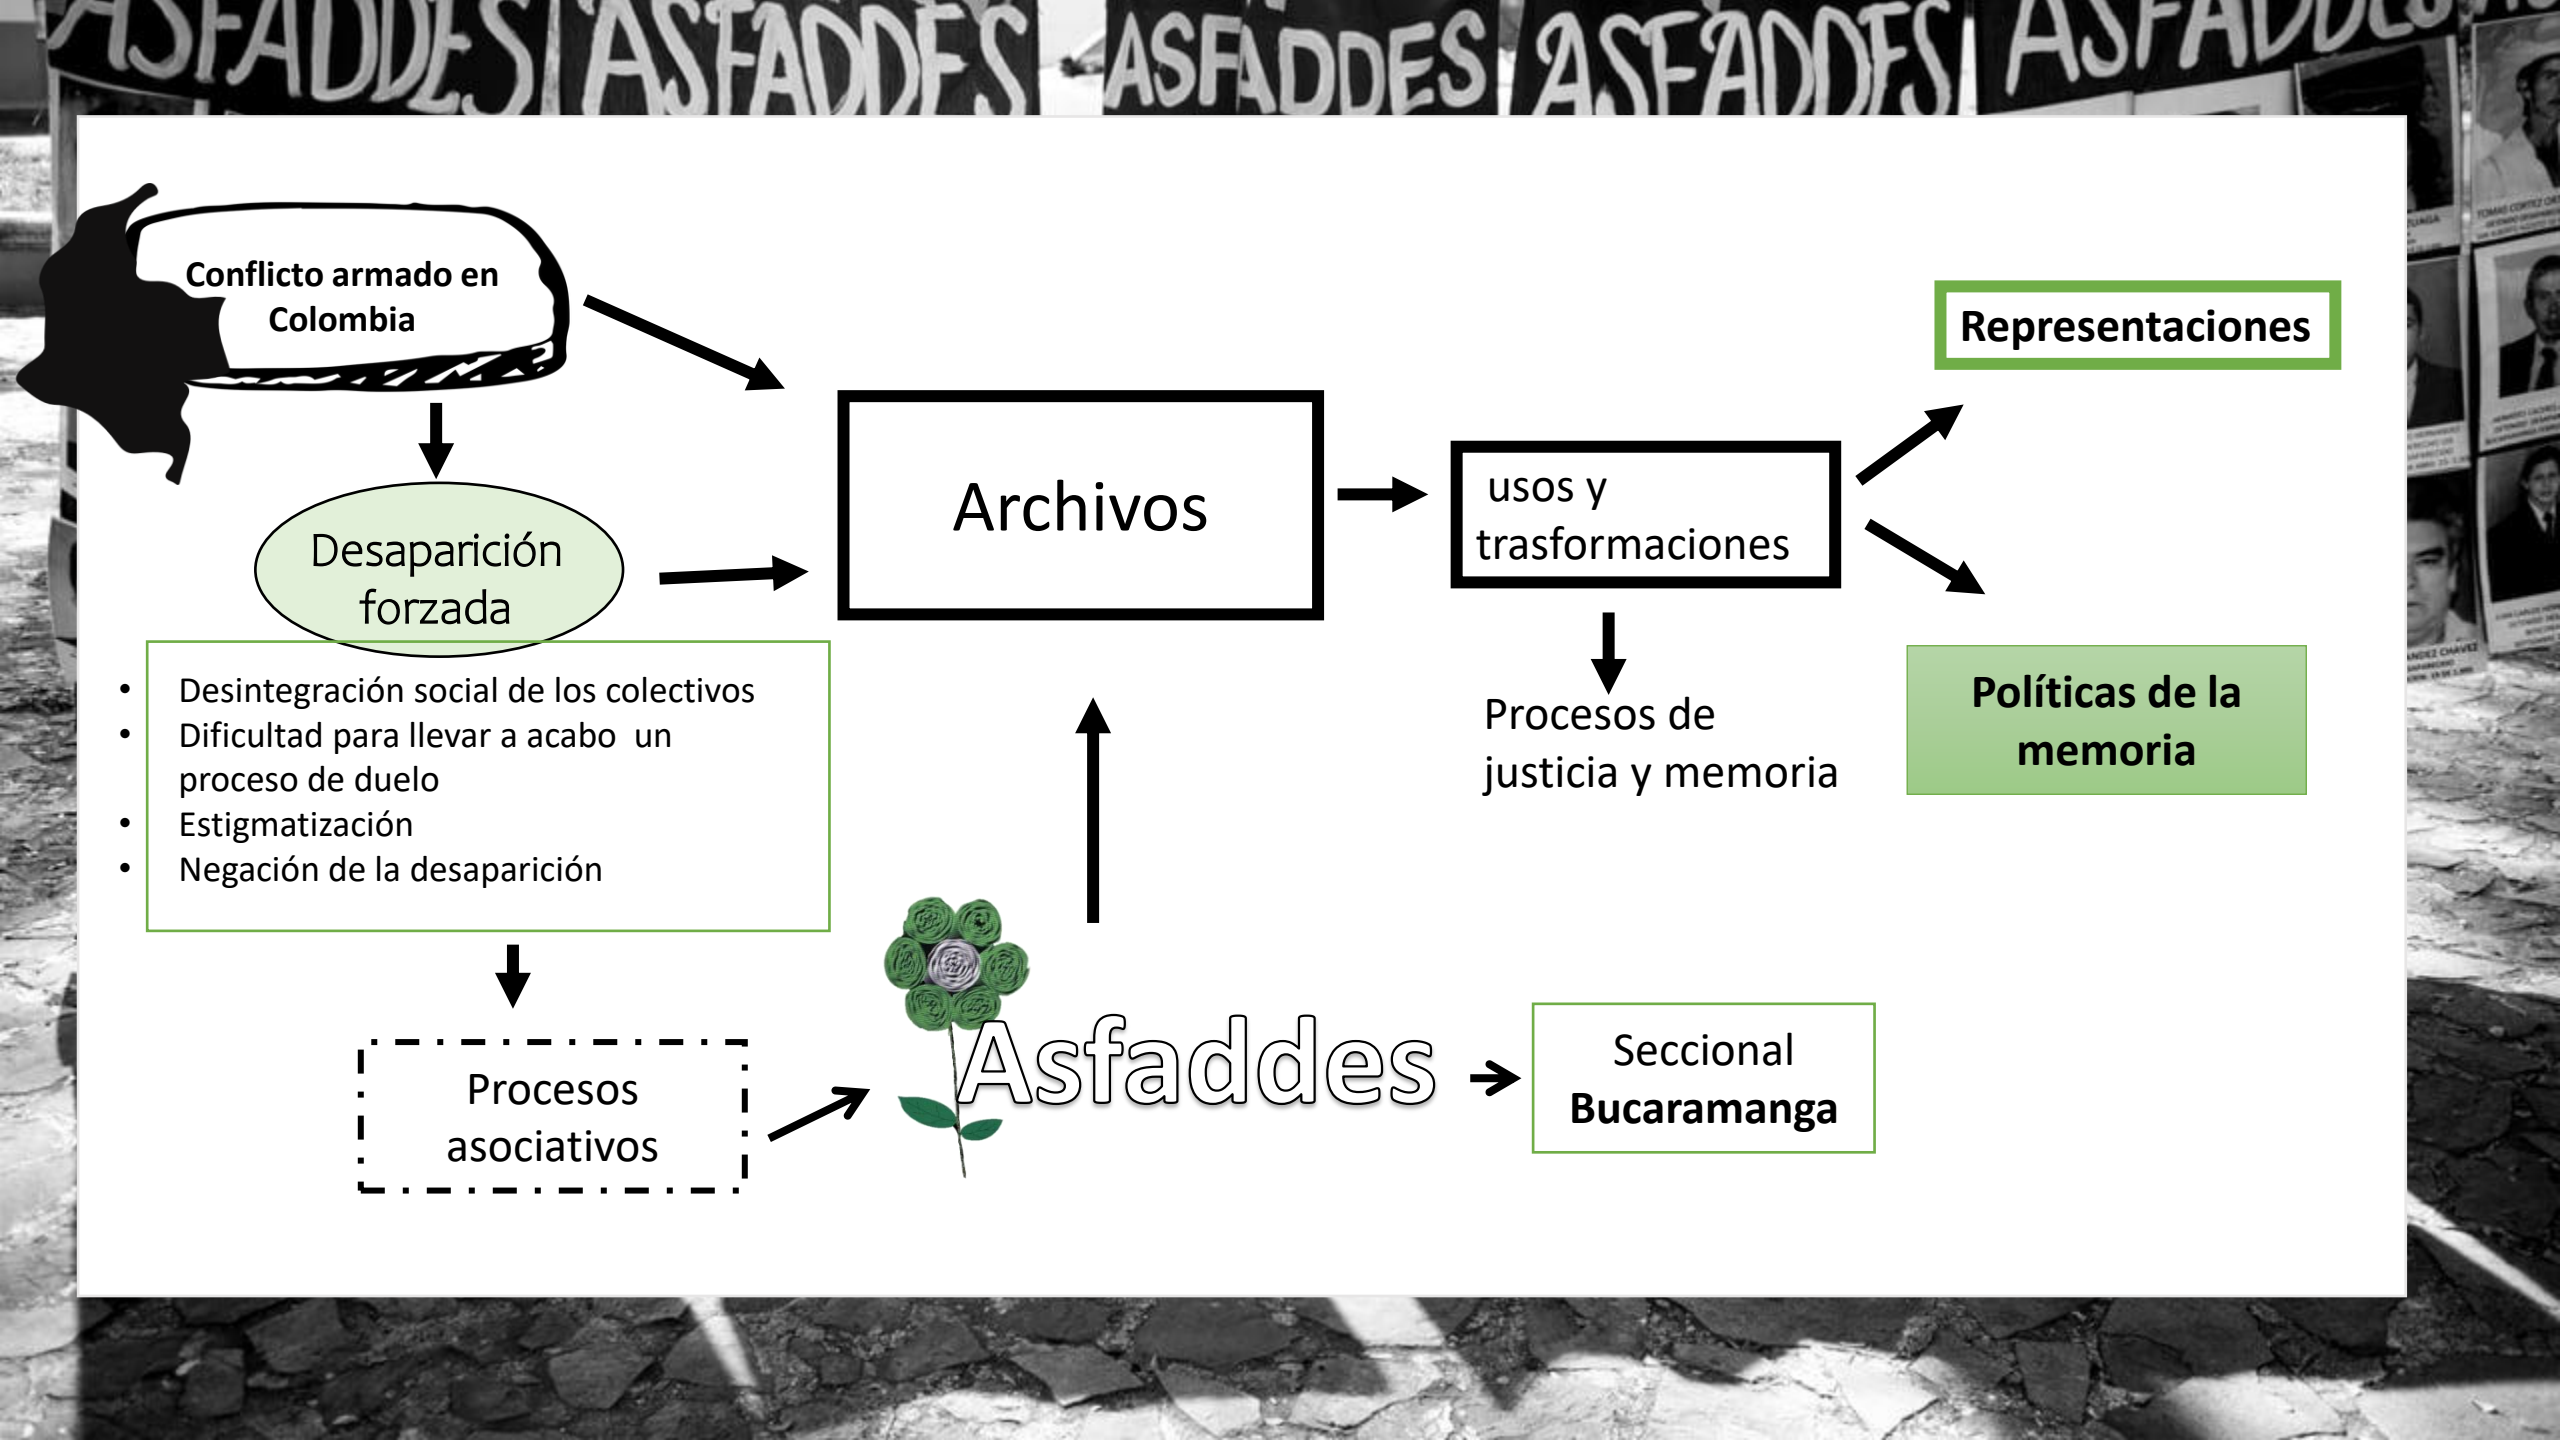 ASFADDES ASFADDES ASFADDES ASFADDES ASFADDES
Conflicto armado en
Colombia
Desaparición
forzada
• Desintegración social de los colectivos
• Dificultad para llevar a acabo un
proceso de duelo
• Estigmatización
• Negación de la desaparición
Procesos
asociativos
Archivos
Asfaddes
Seccional
Bucaramanga
usos y
trasformaciones
Procesos de
justicia y memoria
Representaciones
Políticas de la
memoria